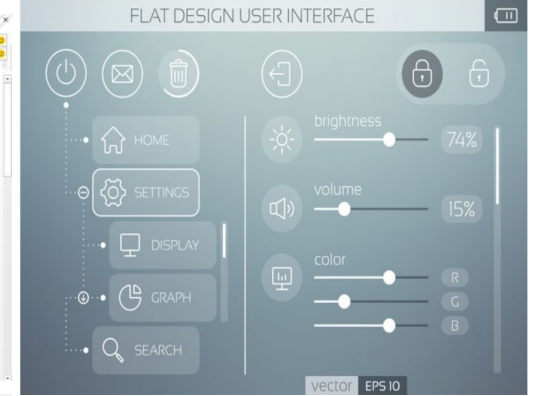 FLAT DESIGN USER INTERFACE
HOME
SETTINGS
DISPLAY
GRAPH
SEARCH
brightness
74%
volume
15%
color
R
G
B
vector EPS 10